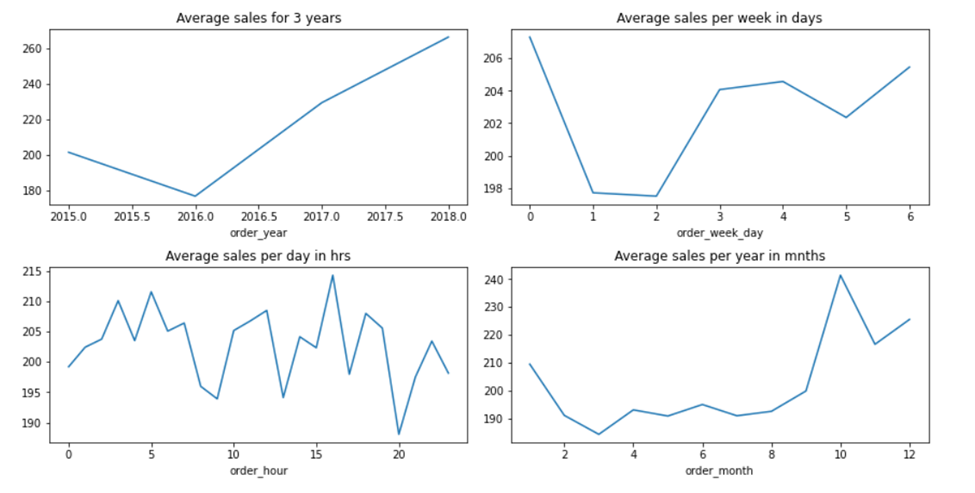 Average sales for 3 years
260
240
220
200
180
2015.0 2015.5 2016.0 2016.5 2017.0 2017.5 2018.0
order_year
Average sales per week in days
206
204
202
200
198
0 1 2 3 4 5 6
order_week_day
Average sales per day in hrs
215
210
205
200
195
190
0 5 10 15 20
order_hour
Average sales per year in mnths
240
230
220
210
200
190
2 4 6 8 10 12
order_month